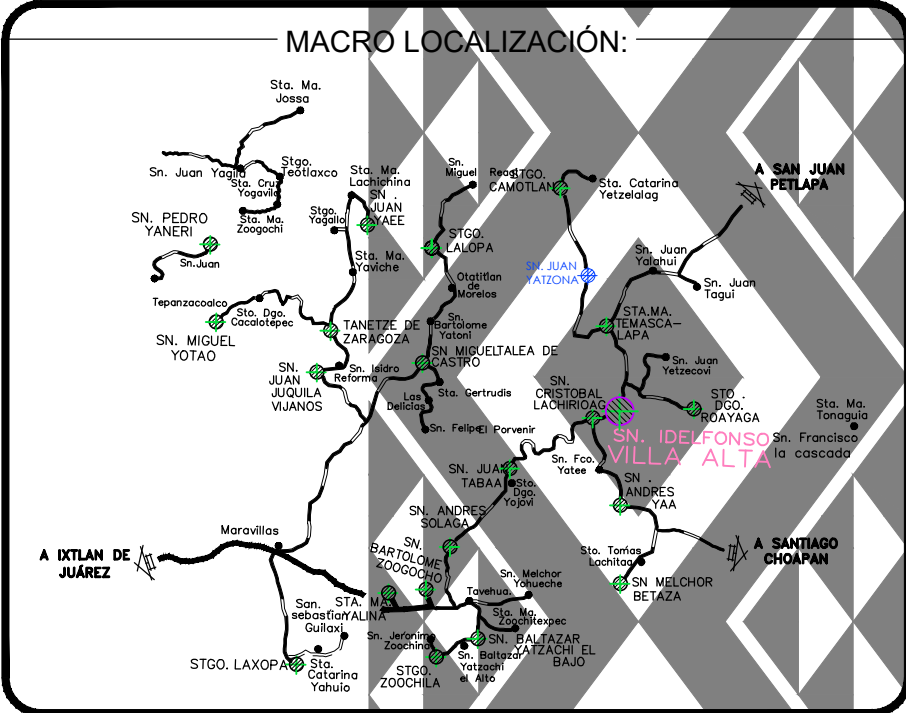 MACRO LOCALIZACIÓN:
Sta. Ma.
Jossa
Sn. Juan Yagila
Stgo.
Teotlaxco
Sta. Cruz
Yogavila
Sta. Ma.
Zoogochi
Sta. Ma.
Lachichina
SN .
JUAN
YAEE
Stgo.
Yagallo
Sn.
Miguel
Reagui
STGO.
CAMOTLAN
Sta. Catarina
Yetzelalag
A SAN JUAN
PETLAPA
SN. PEDRO
YANERI
Sn.Juan
STGO.
LALOPA
Sta. Ma.
Yaviche
SN. JUAN
YATZONA
Sn. Juan
Yalahui
Sn. Juan
Tagui
Otatitlan
de
Morelos
Tepanzacoalco
Sto. Dgo.
Cacalotepec
SN. MIGUEL
YOTAO
TANETZE DE
ZARAGOZA
Sn.
Bartolome
Yatoni
STA.MA.
TEMASCA-
LAPA
SN MIGUELTALEA DE
CASTRO
Sn. Isidro
Reforma
SN.
JUAN
JUQUILA
VIJANOS
Sn. Juan
Yetzecovi
Sta. Gertrudis
Las
Delicias
Sn. Felipe
El Porvenir
SN.
CRISTOBAL
LACHIRIOAG
STO .
DGO.
ROAYAGA
Sta. Ma.
Tonaguia
SN. IDELFONSO
VILLA ALTA
Sn. Francisco
la cascada
Sn. Fco.
Yatee
SN. JUAN
TABAA
Sto.
Dgo.
Yojovi
SN .
ANDRES
YAA
SN. ANDRES
SOLAGA
Maravillas
A IXTLAN DE
JUÁREZ
SN.
BARTOLOME
ZOOGOCHO
A SANTIAGO
CHOAPAN
Sto. Tomas
Lachitaa
SN MELCHOR
BETAZA
Sn. Melchor
Yohueche
Tavehua.
STA. MA.
YALINA
San.
sebastian
Guilaxi
Sta. Ma.
Zoochitexpec
Sn. Jeronimo
Zoochina
SN. BALTAZAR
YATZACHI EL
BAJO
Sn. Baltazar
Yatzachi
el Alto
STGO. LAXOPA
Sta.
Catarina
Yahuio
STGO.
ZOOCHILA